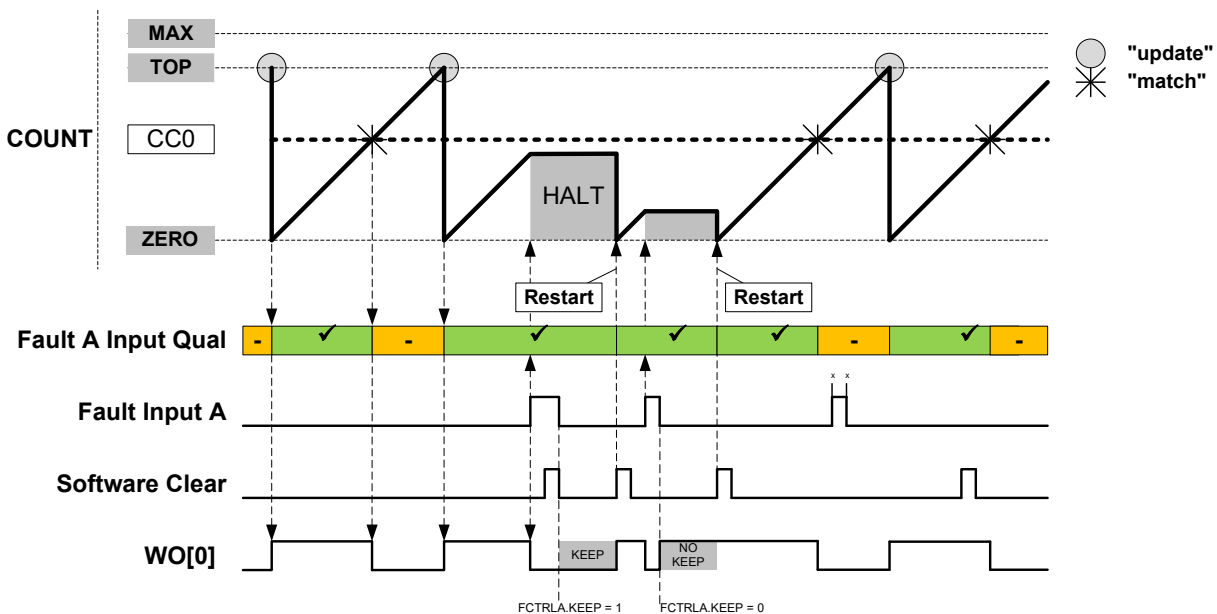 MAX
"update"
TOP
"match"
COUNT
CC0
HALT
ZERO
Restart
Restart
Fault A Input Qual
- ✓ - ✓ ✓ ✓ - ✓ -
x x
Fault Input A
Software Clear
WO[0]
KEEP
NO
KEEP
FCTRLA.KEEP = 1
FCTRLA.KEEP = 0